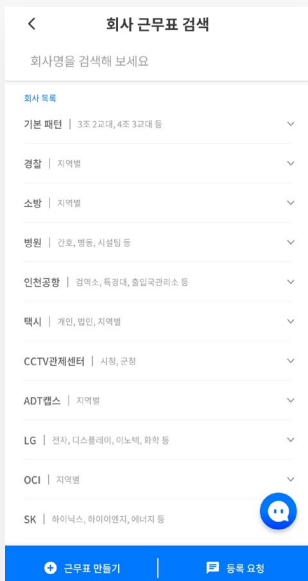 회사 근무표 검색
회사명을 검색해 보세요
회사 목록
기본 패턴 | 3조 2교대, 4조 3교대 등
경찰 | 지역별
소방 | 지역별
병원 | 간호, 병동, 시설팀 등
인천공항 | 검역소, 특경대, 출입국관리소 등
택시 | 개인, 법인, 지역별
CCTV관제센터 | 시청, 군청
ADT캡스 | 지역별
LG | 전자, 디스플레이, 이노텍, 화학 등
OCI | 지역별
SK | 하이닉스, 하이이엔지, 에너지 등
근무표 만들기 | 등록 요청